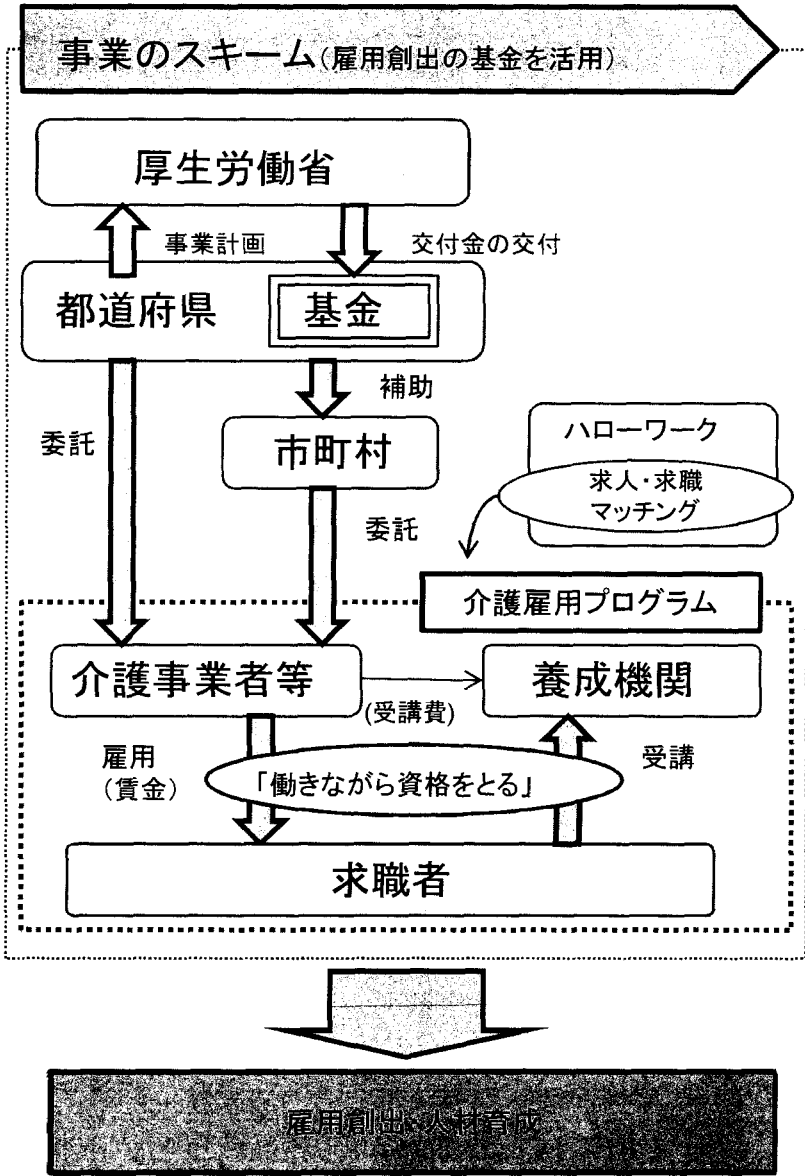 事業のスキーム(雇用創出の基金を活用)
厚生労働省
事業計画
交付金の交付
都道府県
基金
補助
委託
市町村
ハローワーク
求人・求職
マッチング
委託
介護雇用プログラム
介護事業者等
(受講費)
養成機関
雇用
(賃金)
「働きながら資格をとる」
受講
求職者
雇用創出・人材育成